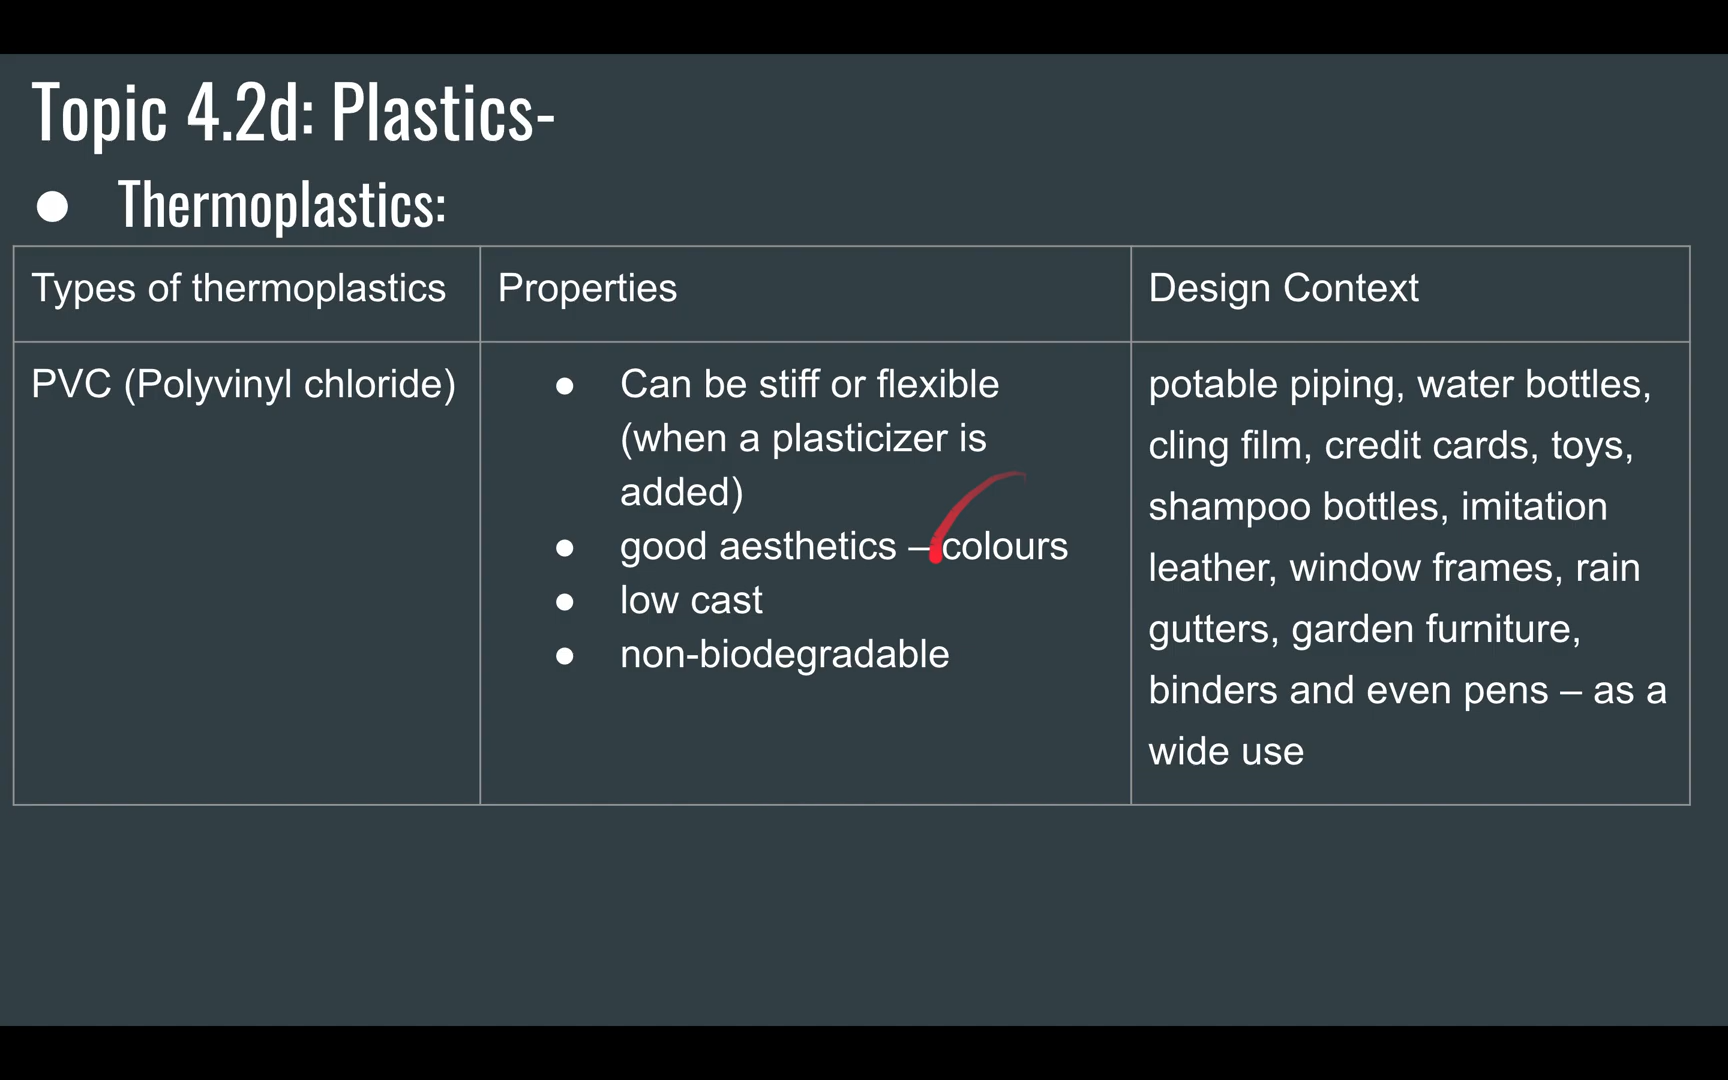 Topic 4.2d: Plastics-
● Thermoplastics:
Types of thermoplastics
Properties
Design Context
PVC (Polyvinyl chloride)
● Can be stiff or flexible
(when a plasticizer is
added)
● good aesthetics – colours
● low cast
● non-biodegradable
potable piping, water bottles,
cling film, credit cards, toys,
shampoo bottles, imitation
leather, window frames, rain
gutters, garden furniture,
binders and even pens – as a
wide use